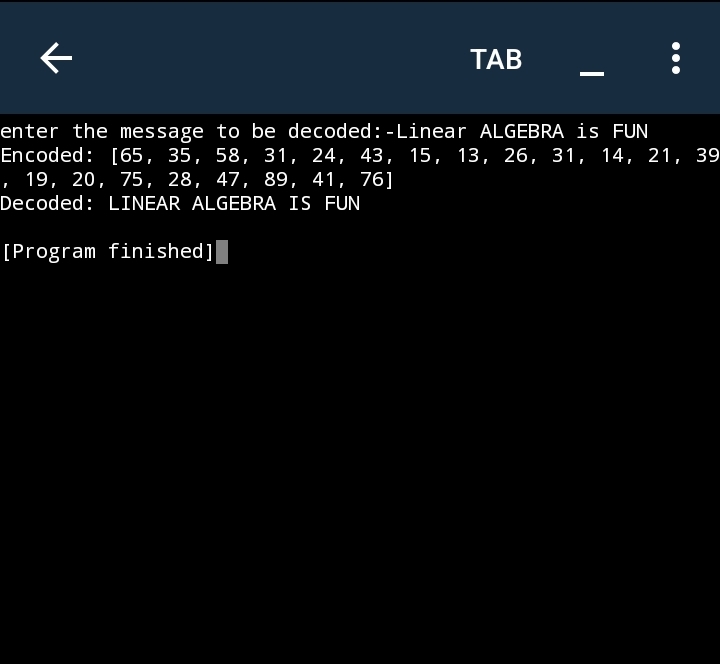 TAB
enter the message to be decoded:-Linear ALGEBRA is FUN
Encoded: [65, 35, 58, 31, 24, 43, 15, 13, 26, 31, 14, 21, 39
, 19, 20, 75, 28, 47, 89, 41, 76]
Decoded: LINEAR ALGEBRA IS FUN
[Program finished]